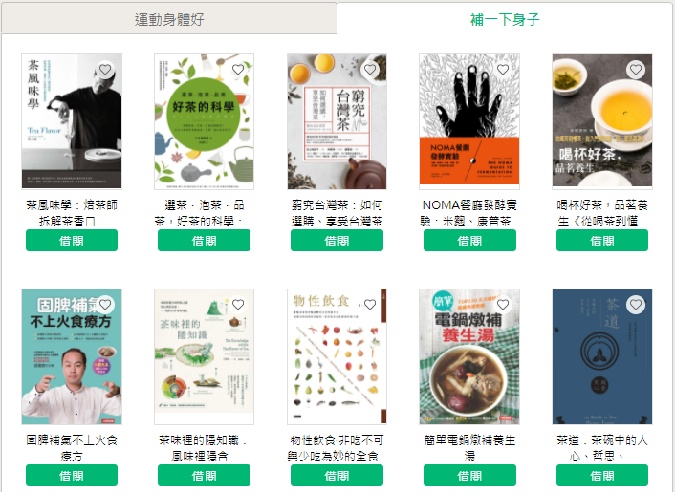 運動身體好
補一下身子
茶風味學
Tea Flavor
好茶的科學
窮究
台灣茶
如何選購、
享受台灣茶
NOMA餐廳
發酵實驗
喝杯好茶，
品茗養生
茶風味學：焙茶師
拆解茶香口
選茶．泡茶．品
茶，好茶的科學．
窮究台灣茶：如何
選購、享受台灣茶
NOMA餐廳發酵實
驗．米麴、康普茶
喝杯好茶，品茗養
生《從喝茶到懂
借閱
借閱
借閱
借閱
借閱
固脾補氣
不上火食療方
茶味裡的
隱知識
物性飲食
簡單
電鍋燉補
養生湯
茶道
固脾補氣不上火食
療方
茶味裡的隱知識．
風味裡蘊含
物性飲食 非吃不可
與少吃為妙的全食
簡單電鍋燉補養生
湯
茶道．茶碗中的人
心、哲思、
借閱
借閱
借閱
借閱
借閱